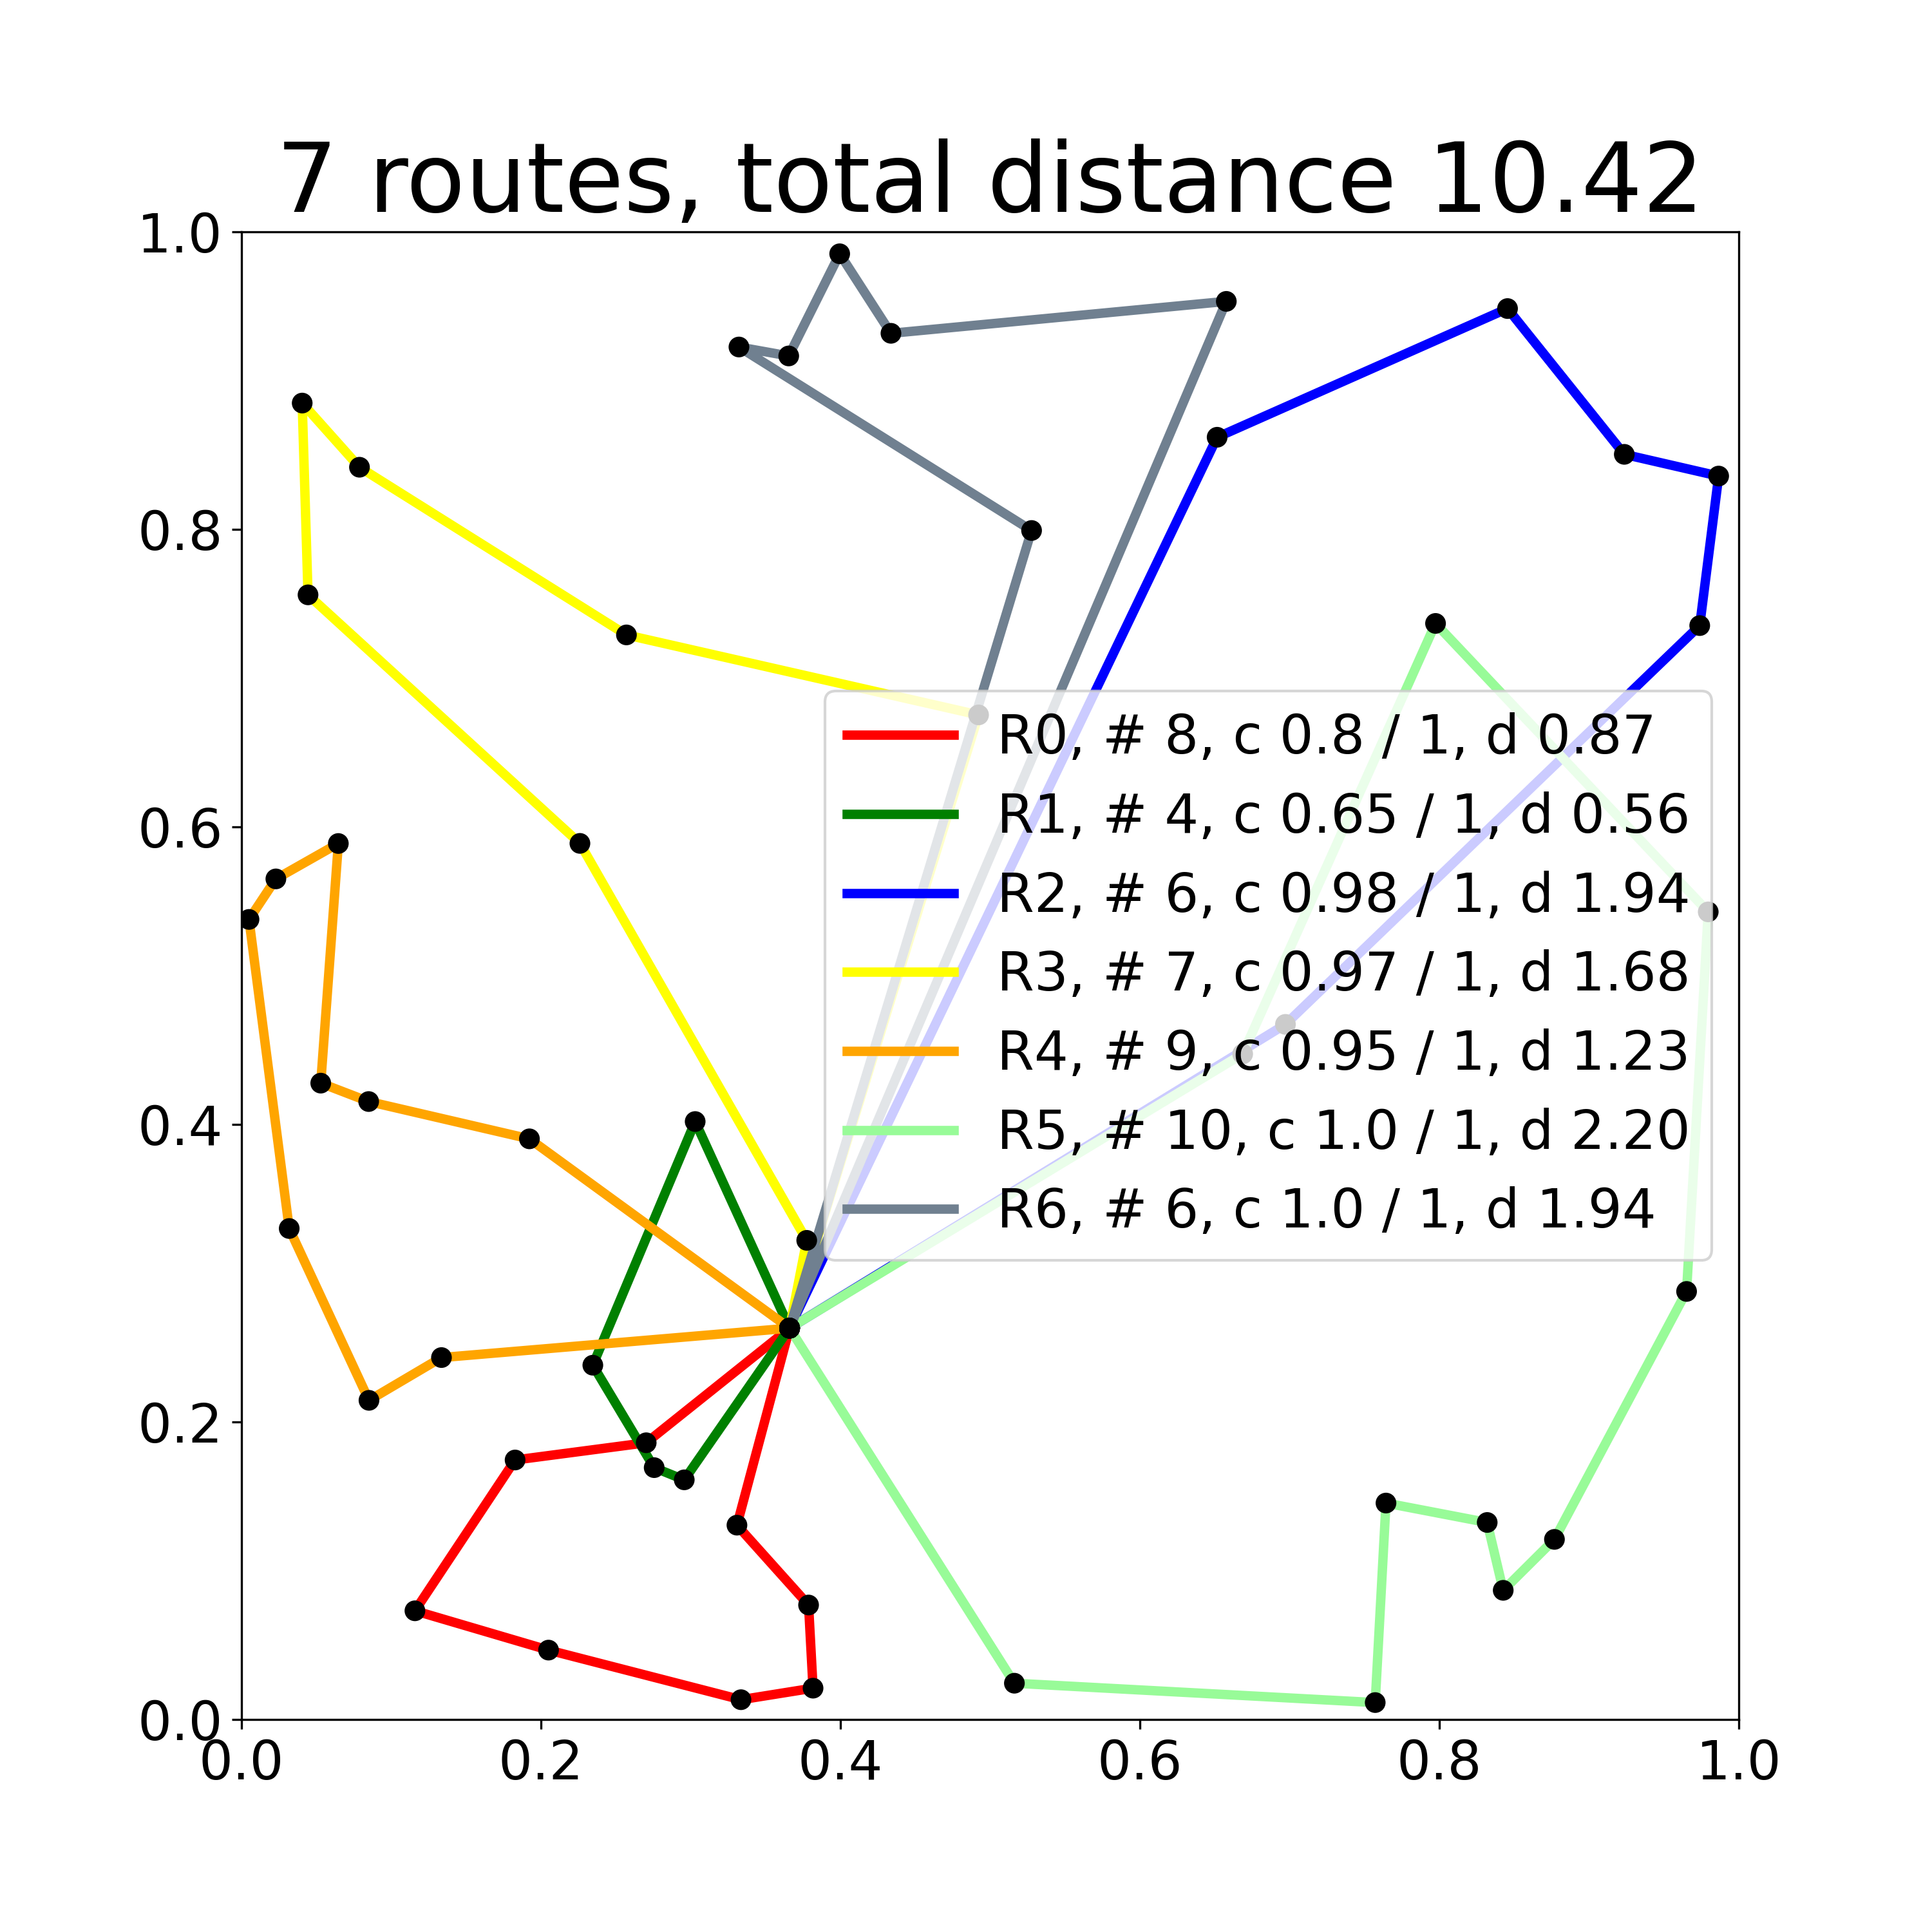 7 routes, total distance 10.42
1.0
0.8
0.6
0.4
0.2
0.0
R0, # 8, c 0.8 / 1, d 0.87
R1, # 4, c 0.65 / 1, d 0.56
R2, # 6, c 0.98 / 1, d 1.94
R3, # 7, c 0.97 / 1, d 1.68
R4, # 9, c 0.95 / 1, d 1.23
R5, # 10, c 1.0 / 1, d 2.20
R6, # 6, c 1.0 / 1, d 1.94
0.0 0.2 0.4 0.6 0.8 1.0